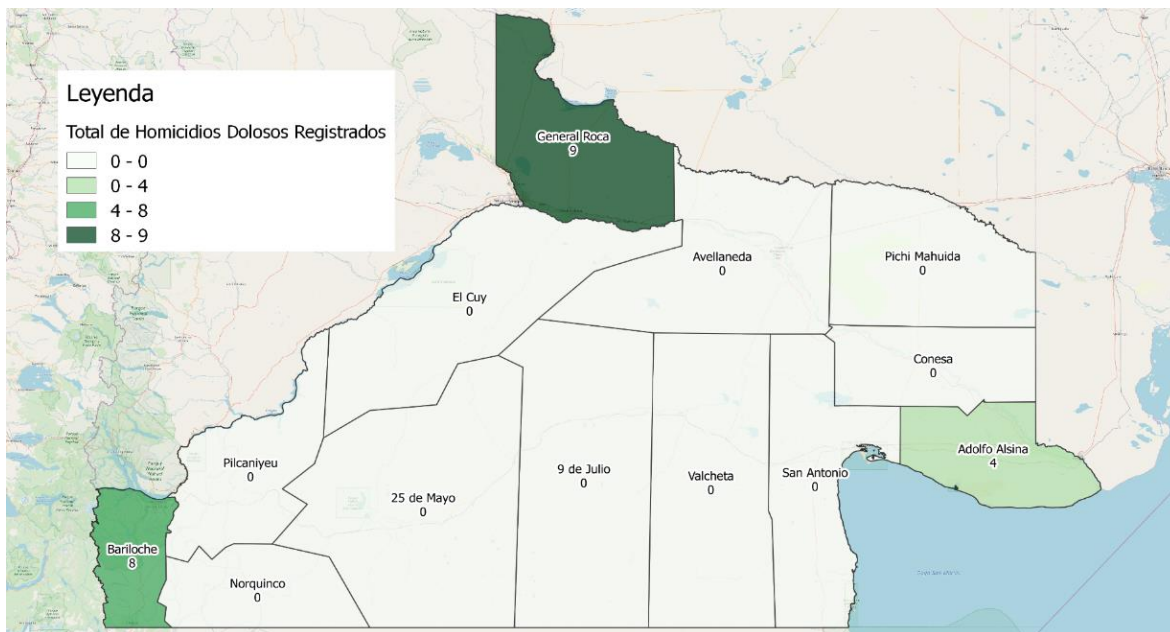 Leyenda
Total de Homicidios Dolosos Registrados
0 - 0
0 - 4
4 - 8
8 - 9
General Roca
9
Avellaneda
0
Pichi Mahuida
0
El Cuy
0
Conesa
0
Adolfo Alsina
4
Pilcaniyeu
0
25 de Mayo
0
9 de Julio
0
Valcheta
0
San Antonio
0
Bariloche
8
Norquinco
0